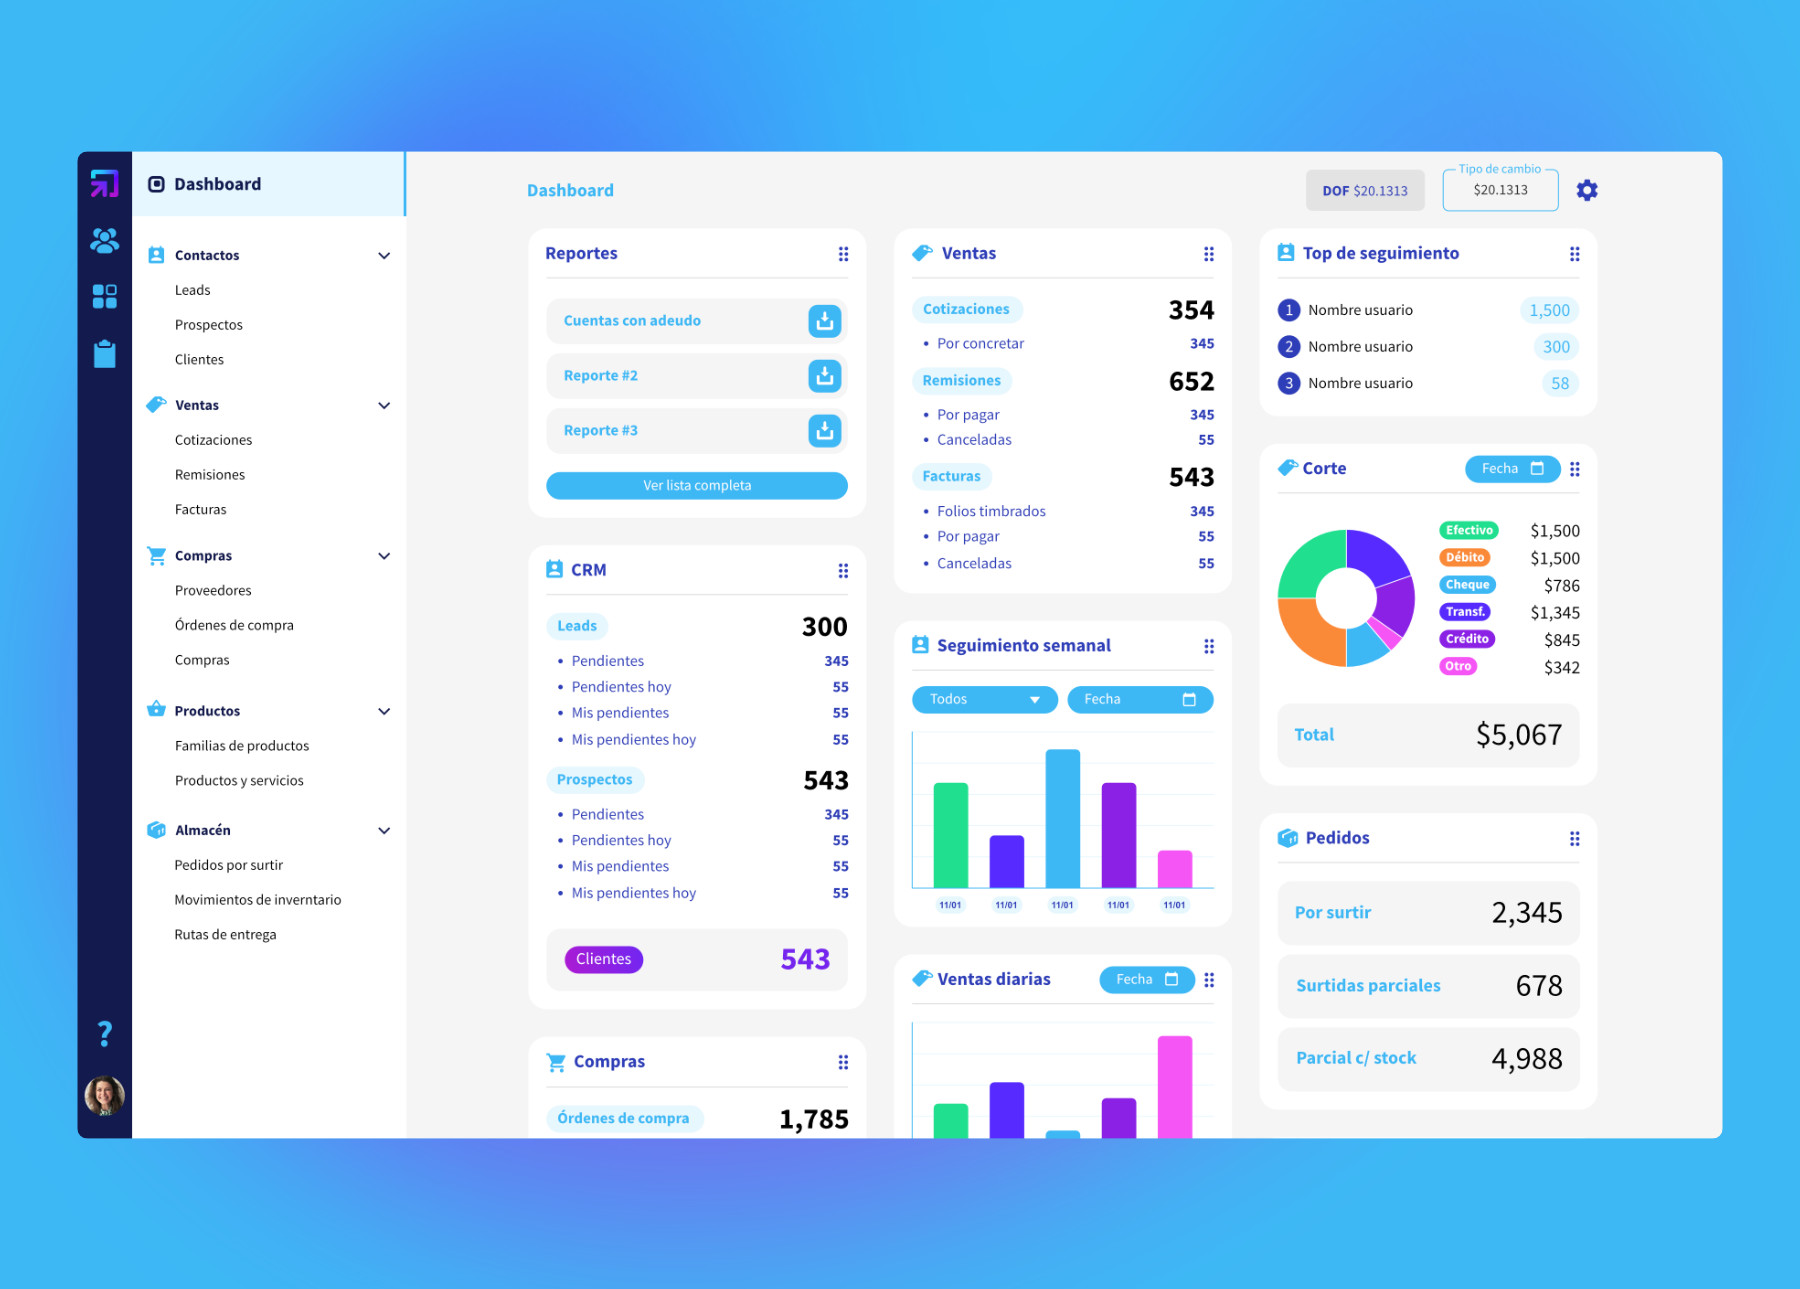 Dashboard
Contactos
Leads
Prospectos
Clientes
Ventas
Cotizaciones
Remisiones
Facturas
Compras
Proveedores
Órdenes de compra
Compras
Productos
Familias de productos
Productos y servicios
Almacén
Pedidos por surtir
Movimientos de inverntario
Rutas de entrega
?
Dashboard
DOF $20.1313
Tipo de cambio
$20.1313
Reportes
Cuentas con adeudo
Reporte #2
Reporte #3
Ver lista completa
CRM
Leads 300
• Pendientes 345
• Pendientes hoy 55
• Mis pendientes 55
• Mis pendientes hoy 55
Prospectos 543
• Pendientes 345
• Pendientes hoy 55
• Mis pendientes 55
• Mis pendientes hoy 55
Clientes 543
Compras
Órdenes de compra 1,785
Ventas
Cotizaciones 354
• Por concretar 345
Remisiones 652
• Por pagar 345
• Canceladas 55
Facturas 543
• Folios timbrados 345
• Por pagar 55
• Canceladas 55
Seguimiento semanal
Todos Fecha
11/01 11/01 11/01 11/01 11/01
Ventas diarias Fecha
Top de seguimiento
1 Nombre usuario 1,500
2 Nombre usuario 300
3 Nombre usuario 58
Corte Fecha
Efectivo $1,500
Débito $1,500
Cheque $786
Transf. $1,345
Crédito $845
Otro $342
Total $5,067
Pedidos
Por surtir 2,345
Surtidas parciales 678
Parcial c/ stock 4,988